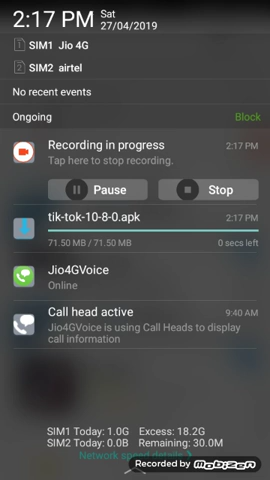 2:17 PM Sat
27/04/2019
1 SIM1 Jio 4G
2 SIM2 airtel
No recent events
Ongoing Block
Recording in progress 2:17 PM
Tap here to stop recording.
Pause Stop
tik-tok-10-8-0.apk 2:17 PM
71.50 MB / 71.50 MB 0 secs left
Jio4GVoice
Online
Call head active 9:40 AM
Jio4GVoice is using Call Heads to display
call information
SIM1 Today: 1.0G Excess: 18.2G
SIM2 Today: 0.0B Remaining: 30.0M
Network speed details >
Recorded by Mobizen